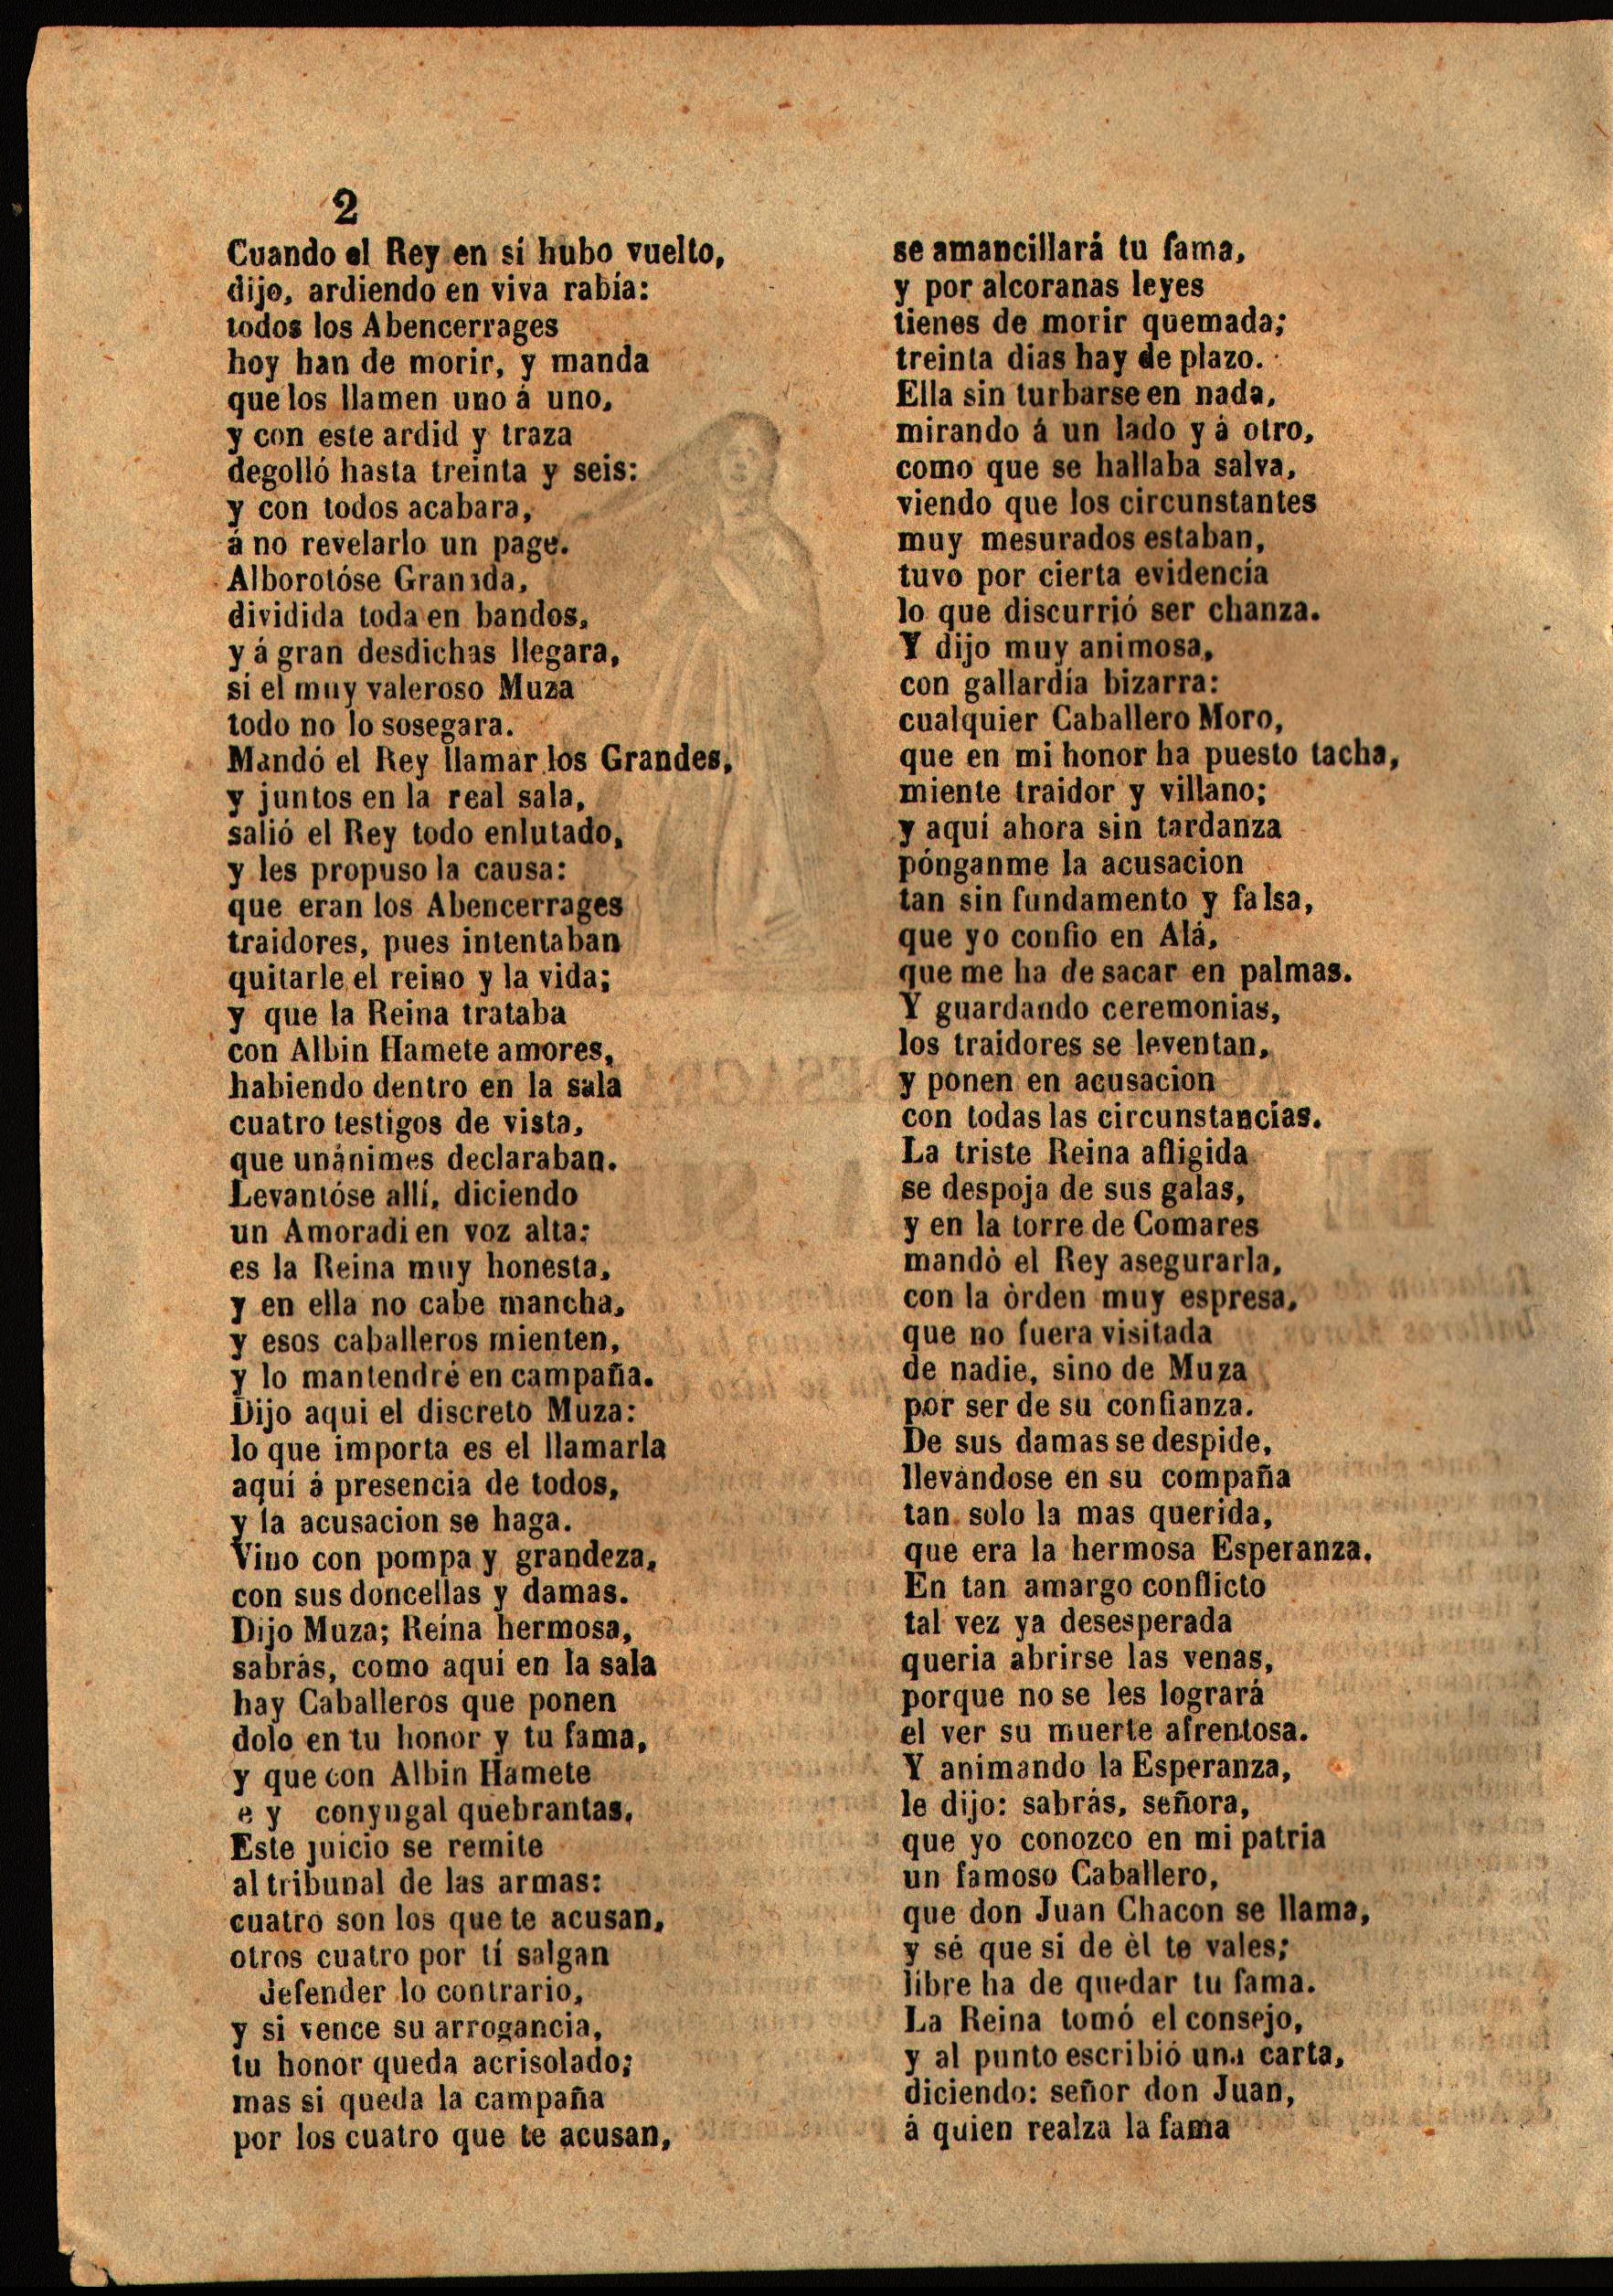 2
Cuando el Rey en sí hubo vuelto,
dijo, ardiendo en viva rabia:
todos los Abencerrages
hoy han de morir, y manda
que los llamen uno á uno,
y con este ardid y traza
degolló hasta treinta y seis:
y con todos acabara,
á no revelarlo un page.
Alborotóse Granada,
dividida toda en bandos,
y á gran desdichas llegara,
si el muy valeroso Muza
todo no lo sosegara.
Mandó el Rey llamar los Grandes,
y juntos en la real sala,
salió el Rey todo enlutado,
y les propuso la causa:
que eran los Abencerrages
traidores, pues intentaban
quitarle el reino y la vida;
y que la Reina trataba
con Albin Hamete amores,
habiendo dentro en la sala
cuatro testigos de vista,
que unánimes declaraban.
Levantóse allí, diciendo
un Amoradi en voz alta:
es la Reina muy honesta,
y en ella no cabe mancha,
y esos caballeros mienten,
y lo mantendré en campaña.
Dijo aqui el discreto Muza:
lo que importa es el llamarla
aquí á presencia de todos,
y la acusacion se haga.
Vino con pompa y grandeza,
con sus doncellas y damas.
Dijo Muza; Reina hermosa,
sabrás, como aqui en la sala
hay Caballeros que ponen
dolo en tu honor y tu fama,
y que con Albin Hamete
e y conyugal quebrantas,
Este juicio se remite
al tribunal de las armas:
cuatro son los que te acusan,
otros cuatro por tí salgan
defender lo contrario,
y si vence su arrogancia,
tu honor queda acrisolado;
mas si queda la campaña
por los cuatro que te acusan,
se amancillará tu fama,
y por alcoranas leyes
tienes de morir quemada;
treinta dias hay de plazo.
Ella sin turbarse en nada,
mirando á un lado y á otro,
como que se hallaba salva,
viendo que los circunstantes
muy mesurados estaban,
tuvo por cierta evidencia
lo que discurrió ser chanza.
Y dijo muy animosa,
con gallardía bizarra:
cualquier Caballero Moro,
que en mi honor ha puesto tacha,
miente traidor y villano;
y aquí ahora sin tardanza
pónganme la acusacion
tan sin fundamento y falsa,
que yo confio en Alá,
que me ha de sacar en palmas.
Y guardando ceremonias,
los traidores se leventan,
y ponen en acusacion
con todas las circunstancias.
La triste Reina afligida
se despoja de sus galas,
y en la torre de Comares
mandó el Rey asegurarla,
con la órden muy espresa,
que no fuera visitada
de nadie, sino de Muza
por ser de su confianza.
De sus damas se despide,
llevándose en su compaña
tan solo la mas querida,
que era la hermosa Esperanza.
En tan amargo conflicto
tal vez ya desesperada
queria abrirse las venas,
porque no se les logrará
el ver su muerte afrentosa.
Y animando la Esperanza,
le dijo: sabrás, señora,
que yo conozco en mi patria
un famoso Caballero,
que don Juan Chacon se llama,
y sé que si de él te vales;
libre ha de quedar tu fama.
La Reina tomó el consejo,
y al punto escribió una carta,
diciendo: señor don Juan,
á quien realza la fama